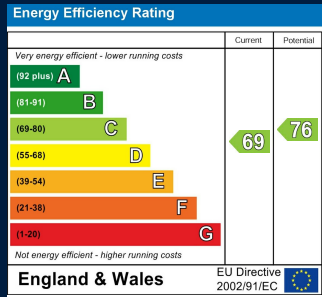 Energy Efficiency Rating
Current Potential
Very energy efficient - lower running costs
(92 plus) A
(81-91) B
(69-80) C
69 76
(55-68) D
(39-54) E
(21-38) F
(1-20) G
Not energy efficient - higher running costs
England & Wales
EU Directive
2002/91/EC